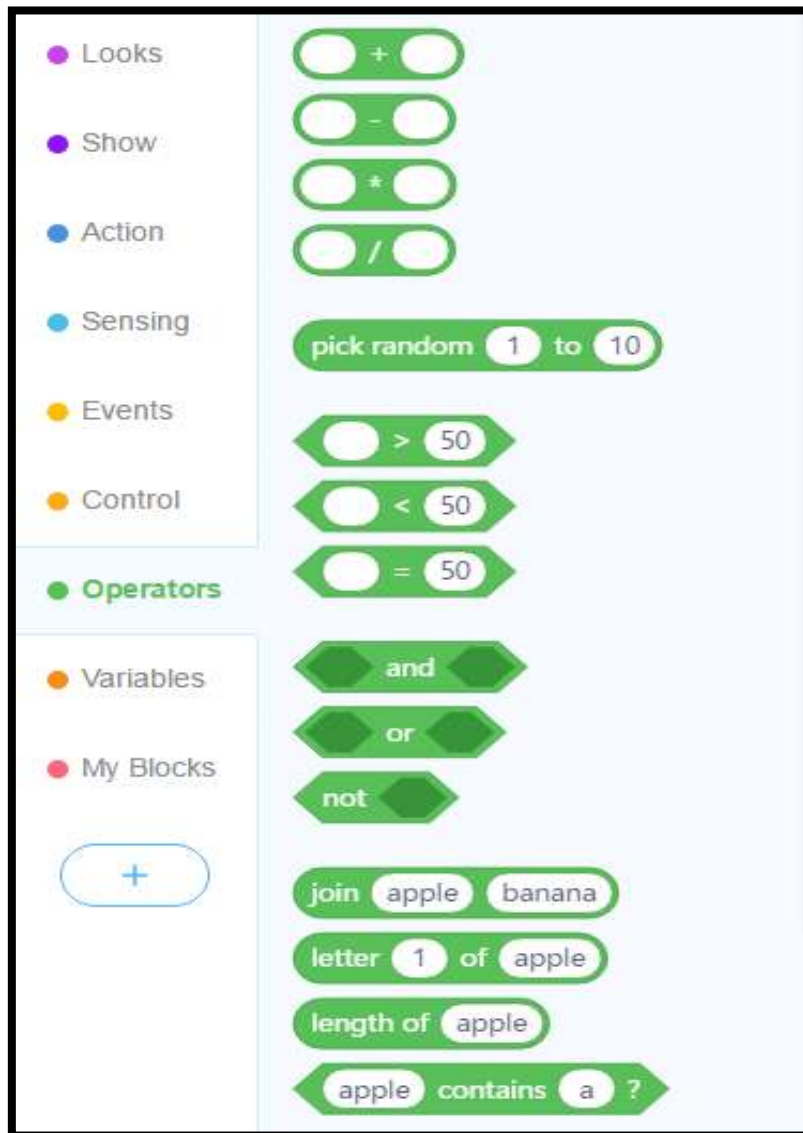 Looks
Show
Action
Sensing
Events
Control
Operators
Variables
My Blocks
+
+
-
*
/
pick random 1 to 10
> 50
< 50
= 50
and
or
not
join apple banana
letter 1 of apple
length of apple
apple contains a ?